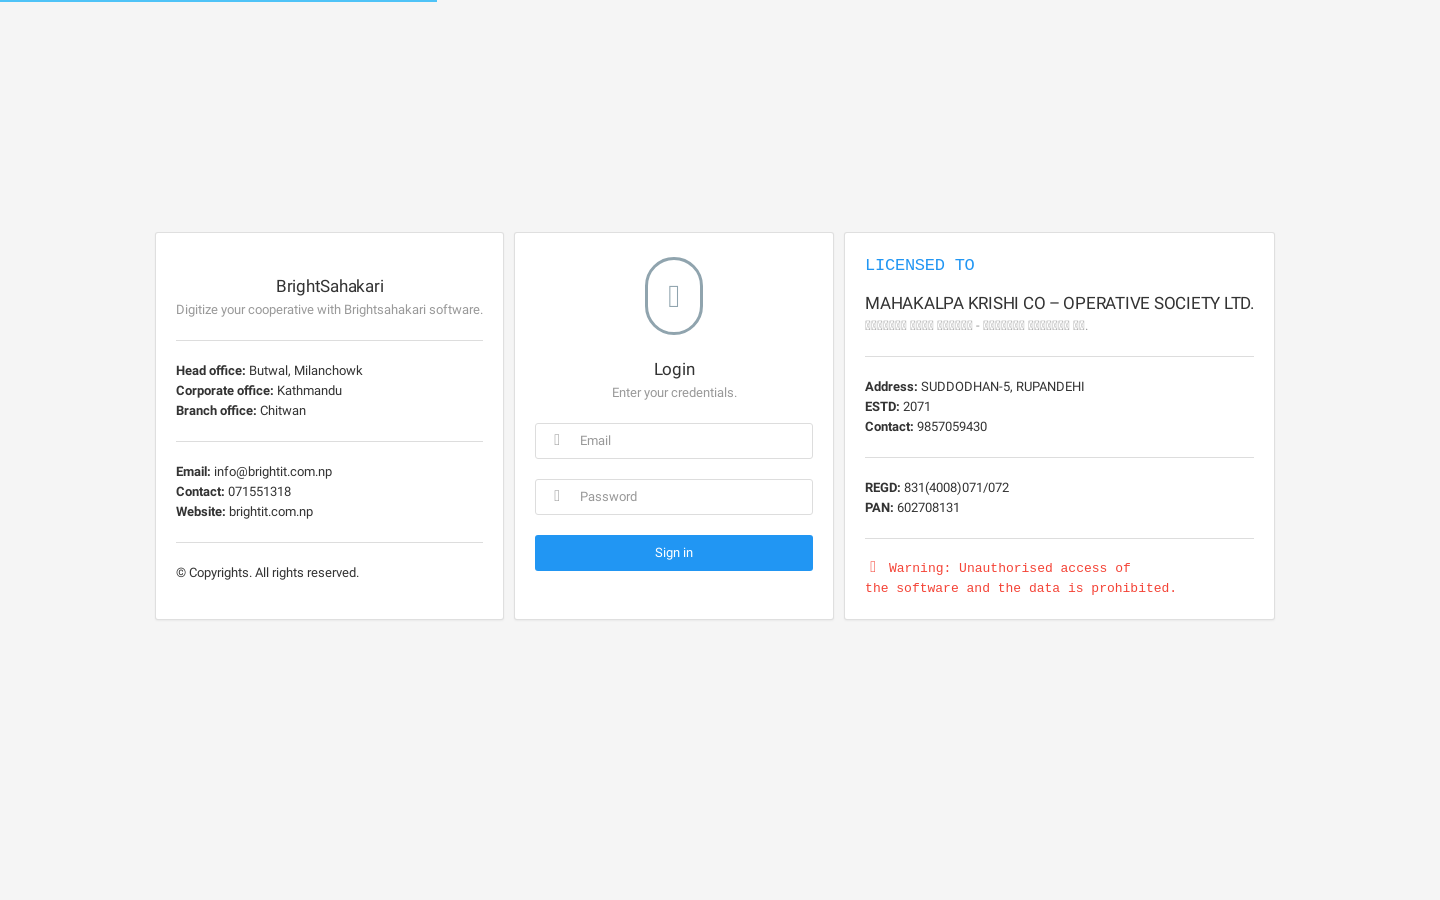 BrightSahakari
Digitize your cooperative with Brightsahakari software.
Head office: Butwal, Milanchowk
Corporate office: Kathmandu
Branch office: Chitwan
Email: info@brightit.com.np
Contact: 071551318
Website: brightit.com.np
© Copyrights. All rights reserved.
Login
Enter your credentials.
Email
Password
Sign in
LICENSED TO
MAHAKALPA KRISHI CO – OPERATIVE SOCIETY LTD.
Address: SUDDODHAN-5, RUPANDEHI
ESTD: 2071
Contact: 9857059430
REGD: 831(4008)071/072
PAN: 602708131
Warning: Unauthorised access of
the software and the data is prohibited.